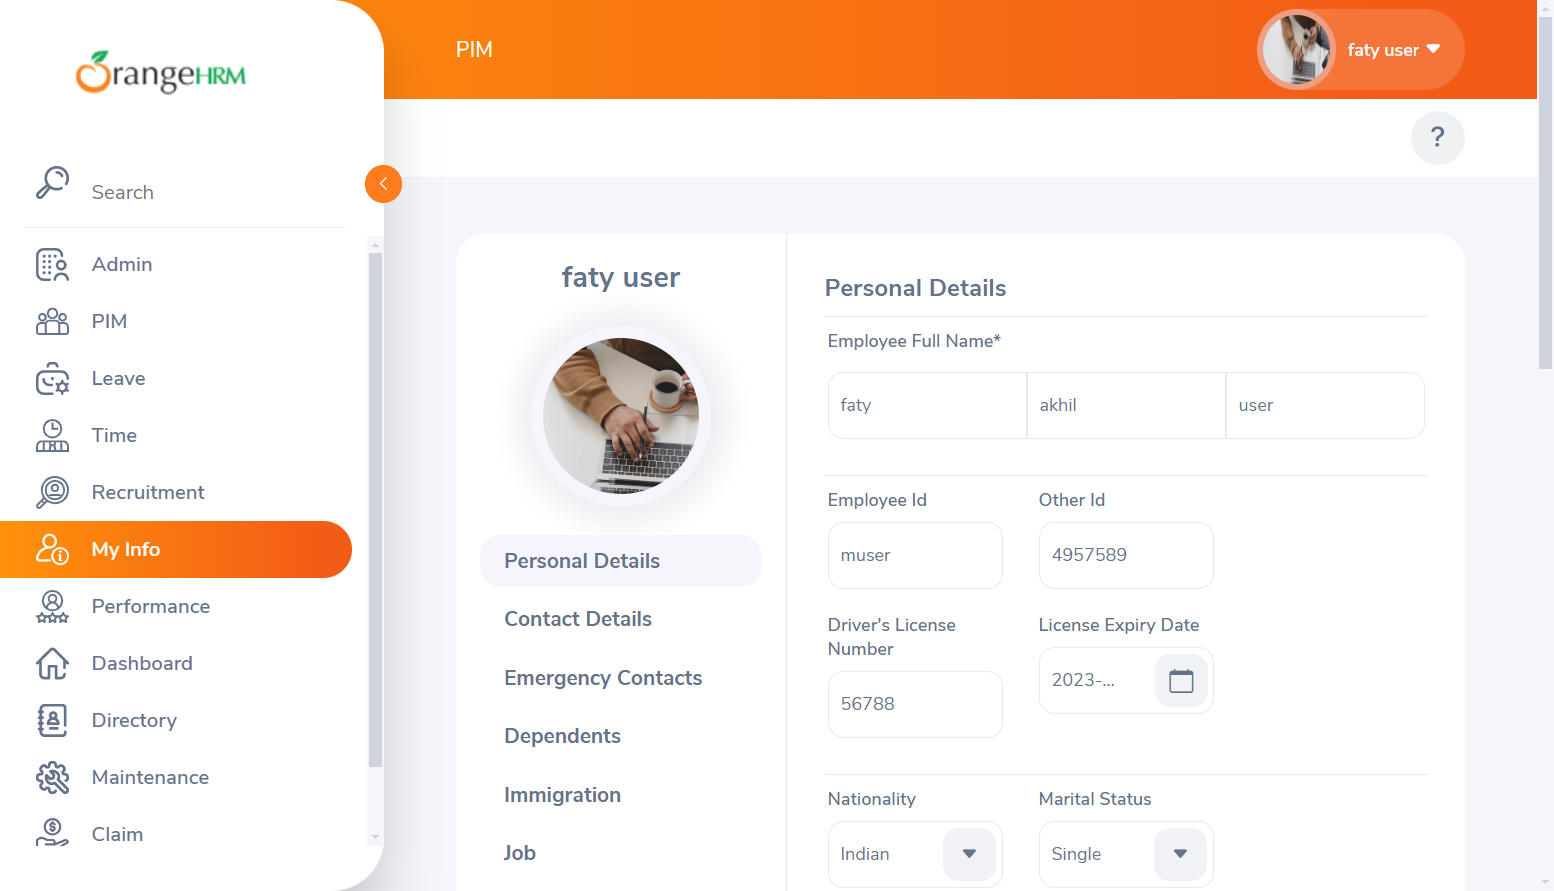 OrangeHRM
Search
Admin
PIM
Leave
Time
Recruitment
My Info
Performance
Dashboard
Directory
Maintenance
Claim
PIM
faty user
?
faty user
Personal Details
Contact Details
Emergency Contacts
Dependents
Immigration
Job
Personal Details
Employee Full Name*
faty akhil user
Employee Id Other Id
muser 4957589
Driver's License License Expiry Date
Number
56788 2023-...
Nationality Marital Status
Indian Single